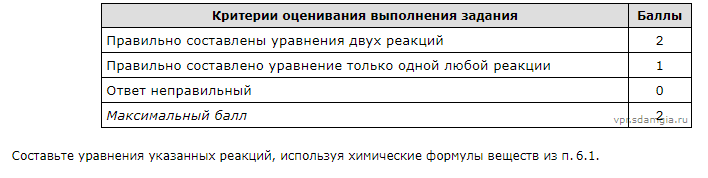 Критерии оценивания выполнения задания Баллы
Правильно составлены уравнения двух реакций 2
Правильно составлено уравнение только одной любой реакции 1
Ответ неправильный 0
Максимальный балл 2
vpr.sdamgia.ru
Составьте уравнения указанных реакций, используя химические формулы веществ из п. 6.1.